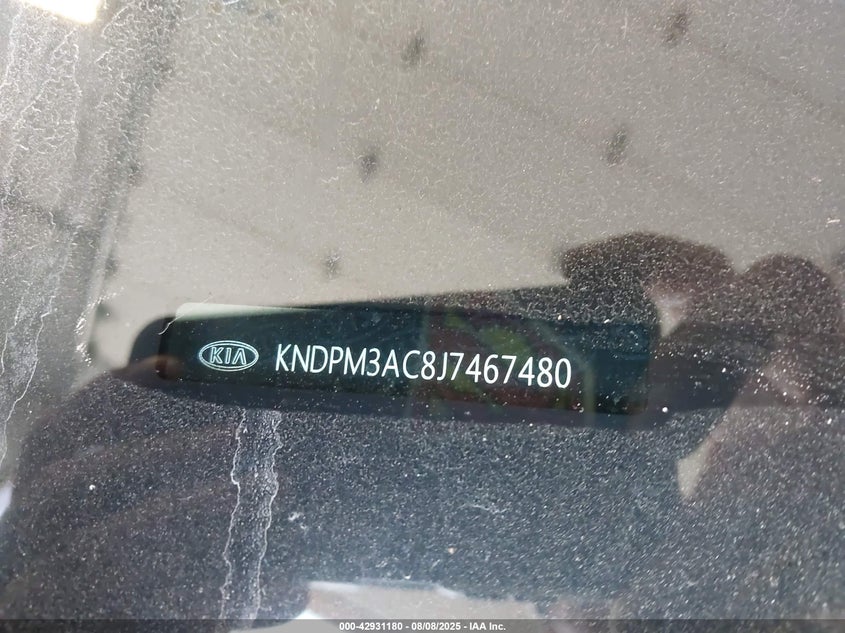 KIA KNDPM3AC8J7467480
000-42931180 - 08/08/2025 - IAA Inc.